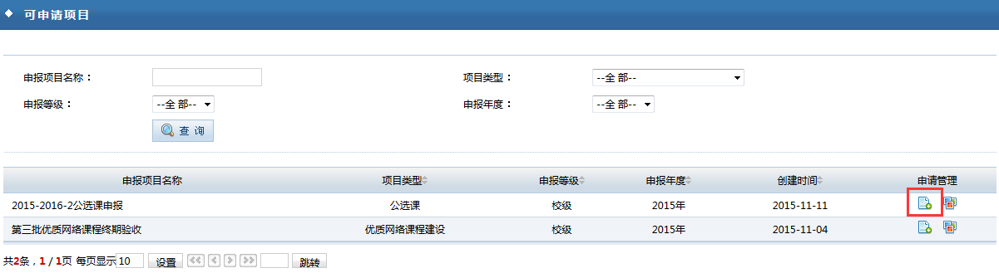 可申请项目
申报项目名称： 项目类型： --全 部--
申报等级： --全 部-- 申报年度： --全 部--
查 询
申报项目名称 项目类型 申报等级 申报年度 创建时间 申请管理
2015-2016-2公选课申报 公选课 校级 2015年 2015-11-11
第三批优质网络课程终期验收 优质网络课程建设 校级 2015年 2015-11-04
共2条，1 / 1页 每页显示 10 设置 跳转